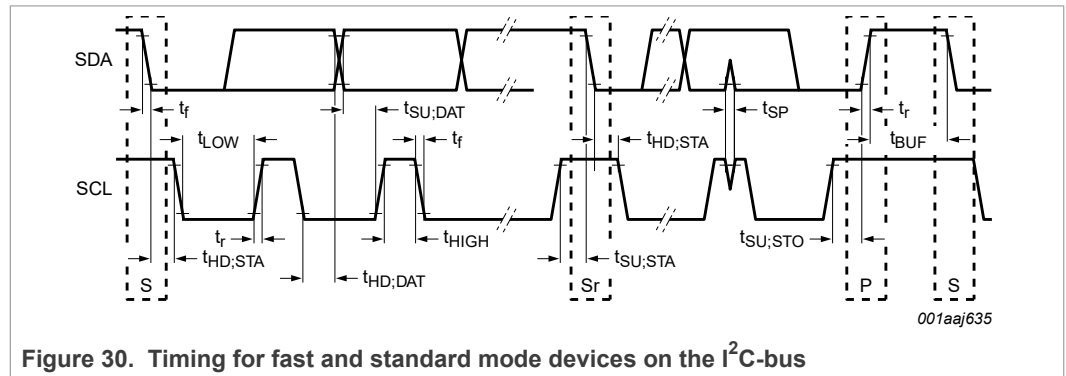 SDA
t_f
t_SU;DAT
t_SP
t_r
t_LOW
t_f
t_HD;STA
t_BUF
SCL
t_r
t_HIGH
t_SU;STO
t_HD;STA
t_HD;DAT
t_SU;STA
S
Sr
P
S
001aaj635
Figure 30. Timing for fast and standard mode devices on the I²C-bus